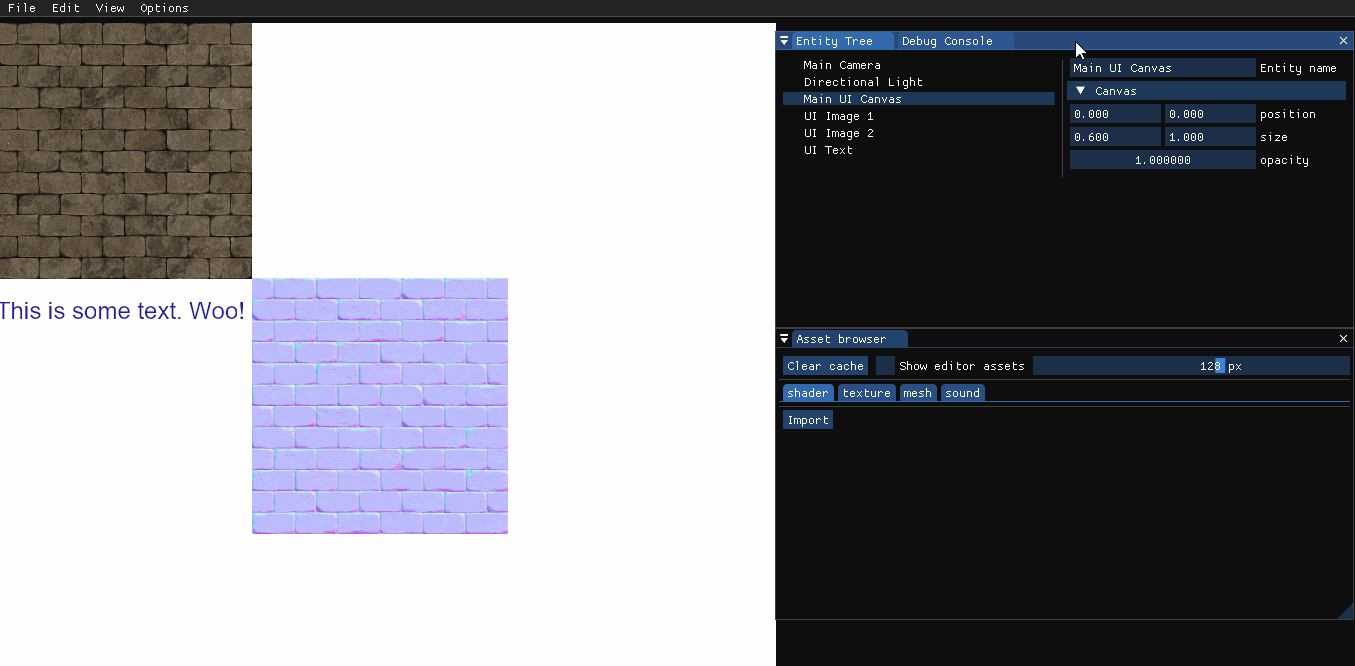 File Edit View Options
Entity Tree Debug Console
Main Camera
Directional Light
Main UI Canvas
UI Image 1
UI Image 2
UI Text
Main UI Canvas Entity name
Canvas
0.000 0.000 position
0.600 1.000 size
1.000000 opacity
This is some text. Woo!
Asset browser
Clear cache Show editor assets 128 px
shader texture mesh sound
Import